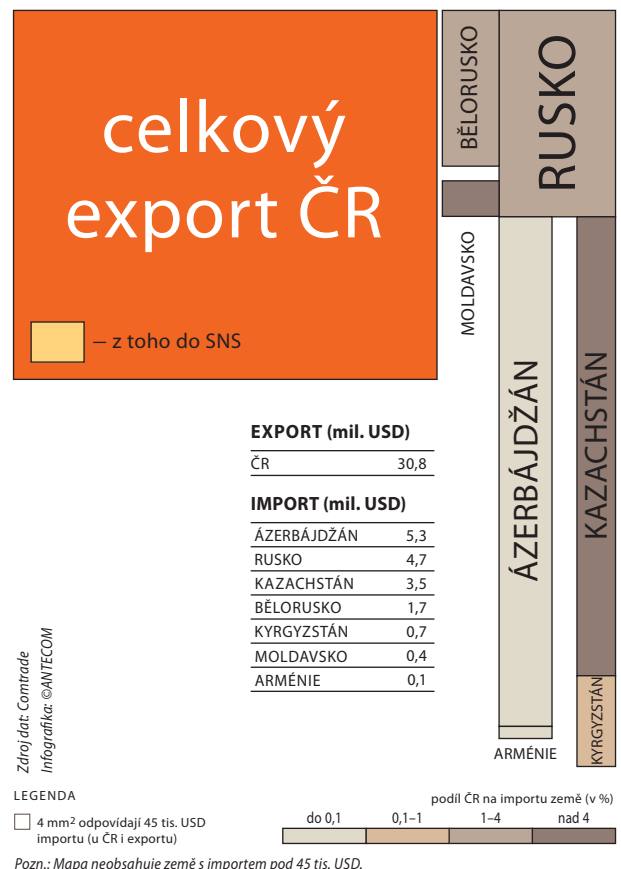 celkový
export ČR
– z toho do SNS
BĚLORUSKO
RUSKO
MOLDAVSKO
ÁZERBÁJDŽÁN
KAZACHSTÁN
KYRGYZSTÁN
ARMÉNIE
EXPORT (mil. USD)
ČR 30,8
IMPORT (mil. USD)
ÁZERBÁJDŽÁN 5,3
RUSKO 4,7
KAZACHSTÁN 3,5
BĚLORUSKO 1,7
KYRGYZSTÁN 0,7
MOLDAVSKO 0,4
ARMÉNIE 0,1
Zdroj dat: Comtrade
Infografika: ©ANTECOM
LEGENDA
4 mm² odpovídají 45 tis. USD
importu (u ČR i exportu)
podíl ČR na importu země (v %)
do 0,1 0,1–1 1–4 nad 4
Pozn.: Mapa neobsahuje země s importem pod 45 tis. USD.